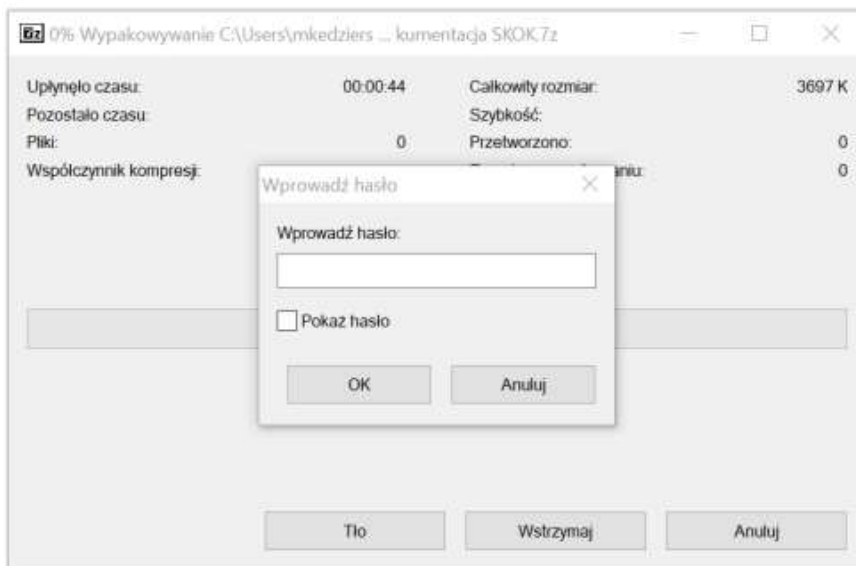 7z 0% Wypakowywanie C:\Users\mkedziers ... kumentacja SKOK.7z
Upłynęło czasu: 00:00:44 Całkowity rozmiar: 3697 K
Pozostało czasu: Szybkość:
Pliki: 0 Przetworzono: 0
Współczynnik kompresji: 0
Wprowadź hasło
Wprowadź hasło:
Pokaż hasło
OK Anuluj
Tło Wstrzymaj Anuluj